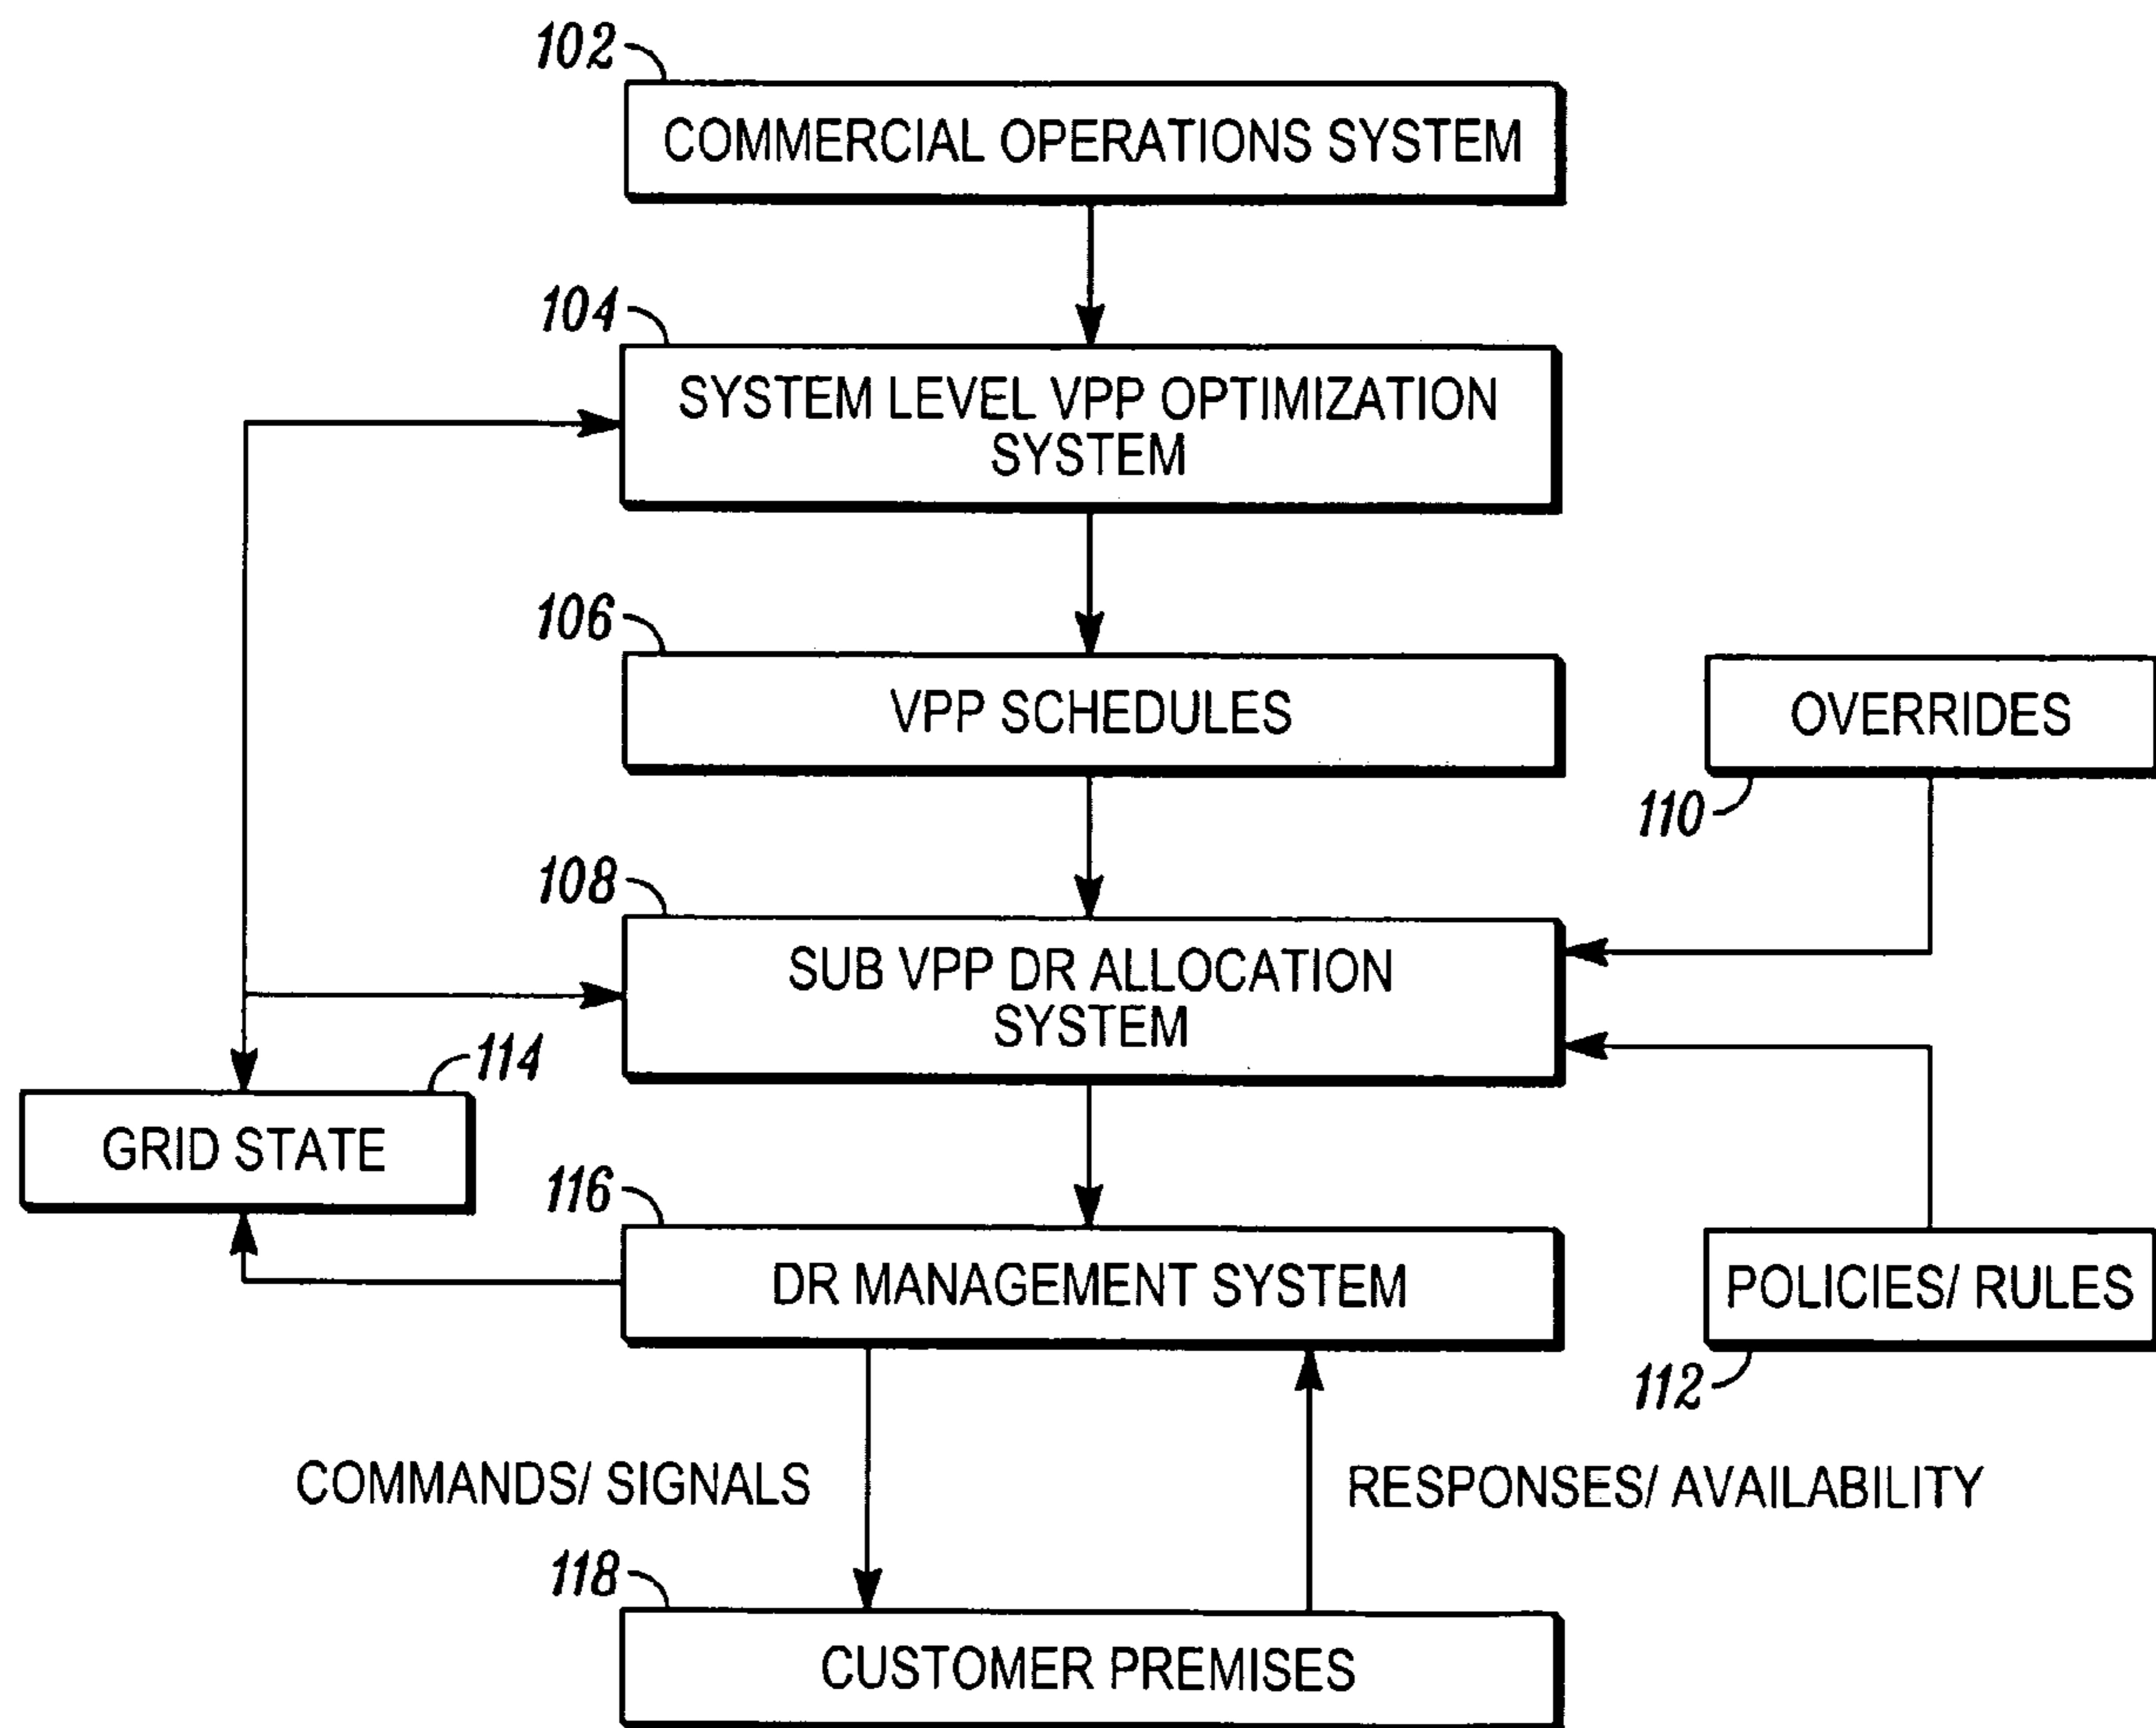 102
COMMERCIAL OPERATIONS SYSTEM
104
SYSTEM LEVEL VPP OPTIMIZATION
SYSTEM
106
VPP SCHEDULES
OVERRIDES
110
108
SUB VPP DR ALLOCATION
SYSTEM
114
GRID STATE
116
DR MANAGEMENT SYSTEM
POLICIES/ RULES
112
COMMANDS/ SIGNALS
RESPONSES/ AVAILABILITY
118
CUSTOMER PREMISES